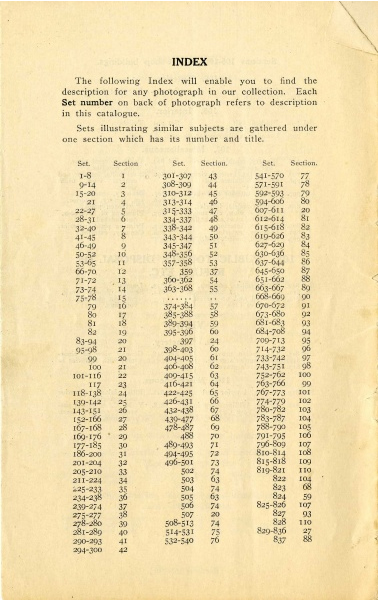 INDEX
The following Index will enable you to find the
description for any photograph in our collection. Each
Set number on back of photograph refers to description
in this catalogue.
Sets illustrating similar subjects are gathered under
one section which has its number and title.
Set. Section Set. Section. Set. Section.
1-8 1 301-307 43 541-570 77
9-14 2 308-309 44 571-591 78
15-20 3 310-312 45 592-593 79
21 4 313-314 46 594-606 80
22-27 5 315-333 47 607-611 20
28-31 6 334-337 48 612-614 81
32-40 7 338-342 49 615-618 82
41-45 8 343-344 50 619-626 83
46-49 9 345-347 51 627-629 84
50-52 10 348-356 52 630-636 85
53-65 11 357-358 53 637-644 86
66-70 12 359 37 645-650 87
71-72 13 360-362 54 651-662 88
73-74 14 363-368 55 663-667 89
75-78 15 ...... .. 668-669 90
79 16 374-384 57 670-672 91
80 17 385-388 58 673-680 92
81 18 389-394 59 681-683 93
82 19 395-396 60 684-708 94
83-94 20 397 24 709-713 95
95-98 21 398-403 60 714-732 96
99 20 404-405 61 733-742 97
100 21 406-408 62 743-751 98
101-116 22 409-415 63 752-762 100
117 23 416-421 64 763-766 99
118-138 24 422-425 65 767-773 101
139-142 25 426-431 66 774-779 102
143-151 26 432-438 67 780-782 103
152-166 27 439-477 68 783-787 104
167-168 28 478-487 69 788-790 105
169-176 29 488 70 791-795 106
177-185 30 489-493 71 796-809 107
186-200 31 494-495 72 810-814 108
201-204 32 496-501 73 815-818 109
205-210 33 502 74 819-821 110
211-224 34 503 63 822 104
225-233 35 504 74 823 68
234-238 36 505 63 824 59
239-274 37 506 74 825-826 107
275-277 38 507 20 827 93
278-280 39 508-513 74 828 110
281-289 40 514-531 75 829-836 27
290-293 41 532-540 76 837 88
294-300 42